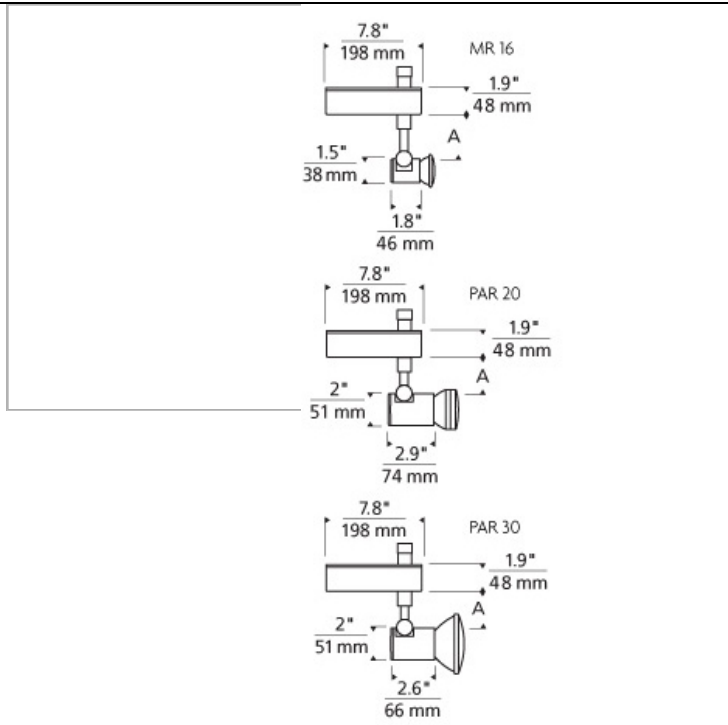 7.8"
198 mm
MR 16
1.9"
48 mm
A
1.5"
38 mm
1.8"
46 mm
7.8"
198 mm
PAR 20
1.9"
48 mm
A
2"
51 mm
2.9"
74 mm
7.8"
198 mm
PAR 30
1.9"
48 mm
A
2"
51 mm
2.6"
66 mm